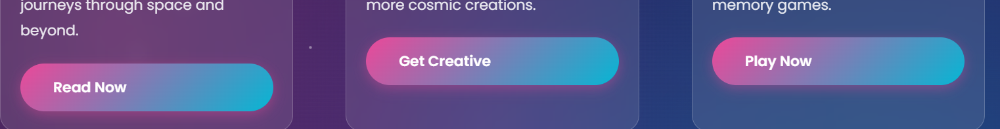 journeys through space and
beyond.
Read Now
more cosmic creations.
Get Creative
memory games.
Play Now